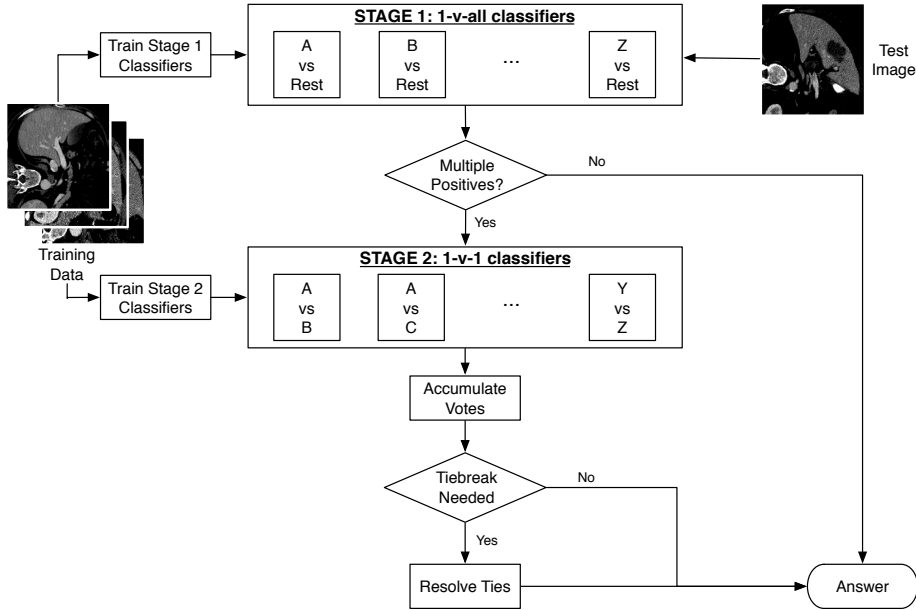 STAGE 1: 1-v-all classifiers
Train Stage 1
Classifiers
A
vs
Rest
B
vs
Rest
...
Z
vs
Rest
Test
Image
Multiple
Positives?
No
Yes
Training
Data
STAGE 2: 1-v-1 classifiers
Train Stage 2
Classifiers
A
vs
B
A
vs
C
...
Y
vs
Z
Accumulate
Votes
Tiebreak
Needed
No
Yes
Resolve Ties
Answer